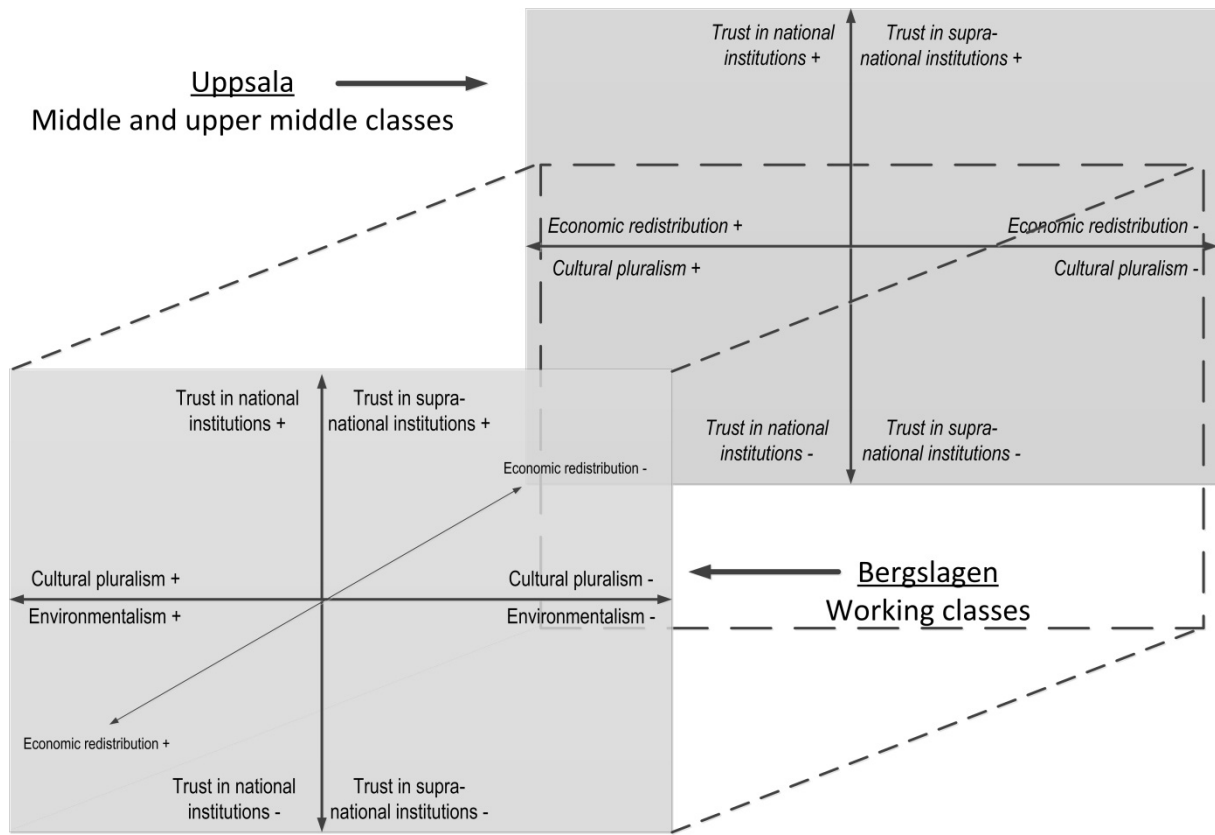 Trust in national
institutions +
Trust in supra-
national institutions +
Uppsala
Middle and upper middle classes
Economic redistribution +
Economic redistribution -
Cultural pluralism +
Cultural pluralism -
Trust in national
institutions -
Trust in supra-
national institutions -
Trust in national
institutions +
Trust in supra-
national institutions +
Economic redistribution -
Cultural pluralism +
Cultural pluralism -
Environmentalism +
Environmentalism -
Bergslagen
Working classes
Economic redistribution +
Trust in national
institutions -
Trust in supra-
national institutions -